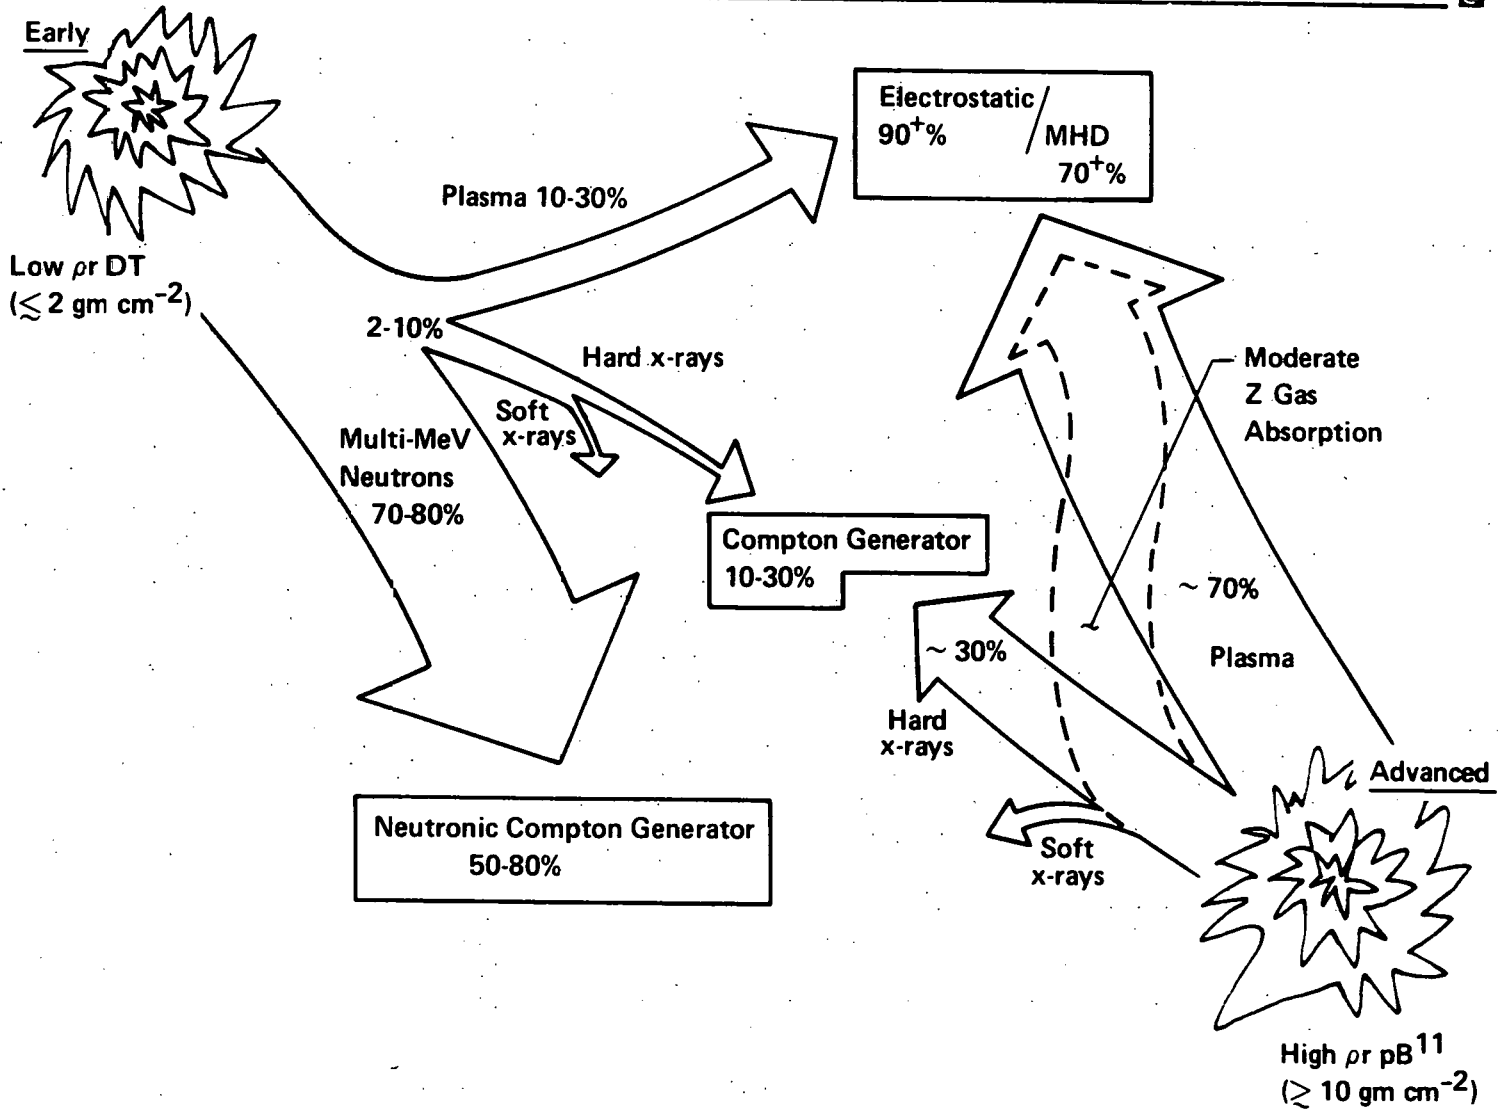 Early
Electrostatic/
90⁺%
MHD
70⁺%
Plasma 10-30%
Low ρr DT
(≲ 2 gm cm⁻²)
2-10%
Hard x-rays
Moderate
Z Gas
Absorption
Soft
x-rays
Multi-MeV
Neutrons
70-80%
Compton Generator
10-30%
~ 70%
Plasma
~ 30%
Hard
x-rays
Advanced
Neutronic Compton Generator
50-80%
Soft
x-rays
High ρr pB¹¹
(≳ 10 gm cm⁻²)